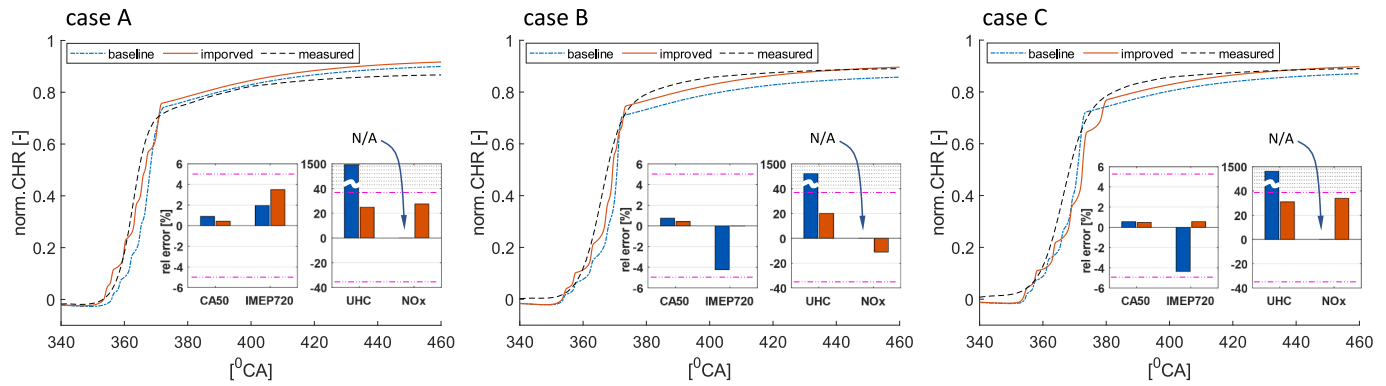 case A
baseline imporved measured
norm.CHR [-]
1
0.8
0.6
0.4
0.2
0
340 360 380 400 420 440 460
[⁰CA]
N/A
rel error [%]
6
4
2
0
-2
-4
-6
CA50 IMEP720
1500
40
20
0
-20
-40
UHC NOx
case B
baseline improved measured
norm.CHR [-]
1
0.8
0.6
0.4
0.2
0
340 360 380 400 420 440 460
[⁰CA]
N/A
rel error [%]
6
4
2
0
-2
-4
-6
CA50 IMEP720
1500
40
20
0
-20
-40
UHC NOx
case C
baseline improved measured
norm.CHR [-]
1
0.8
0.6
0.4
0.2
0
340 360 380 400 420 440 460
[⁰CA]
N/A
rel error [%]
6
4
2
0
-2
-4
-6
CA50 IMEP720
1500
40
20
0
-20
-40
UHC NOx